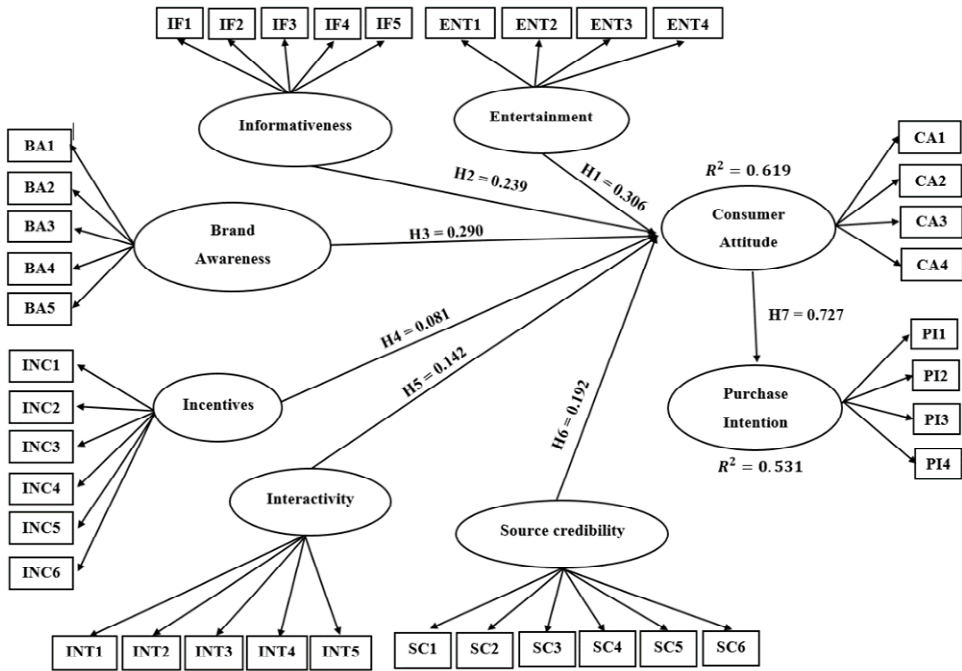 IF1
IF2
IF3
IF4
IF5
ENT1
ENT2
ENT3
ENT4
Informativeness
Entertainment
BA1
BA2
BA3
BA4
BA5
Brand
Awareness
H2 = 0.239
H1 = 0.306
H3 = 0.290
R² = 0.619
Consumer
Attitude
CA1
CA2
CA3
CA4
H7 = 0.727
H4 = 0.081
H5 = 0.142
H6 = 0.192
INC1
INC2
INC3
INC4
INC5
INC6
Incentives
Purchase
Intention
R² = 0.531
PI1
PI2
PI3
PI4
Interactivity
Source credibility
INT1
INT2
INT3
INT4
INT5
SC1
SC2
SC3
SC4
SC5
SC6